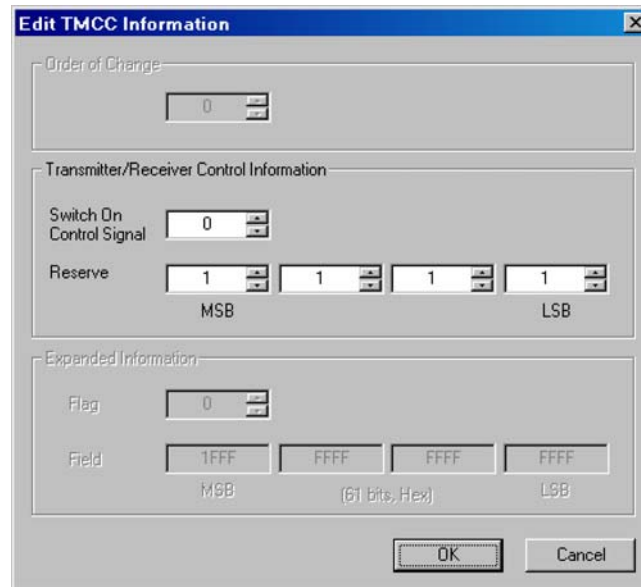 Edit TMCC Information
Order of Change
0
Transmitter/Receiver Control Information
Switch On
Control Signal
0
Reserve
1 1 1 1
MSB LSB
Expanded Information
Flag
0
Field
1FFF FFFF FFFF FFFF
MSB (61 bits, Hex) LSB
OK Cancel